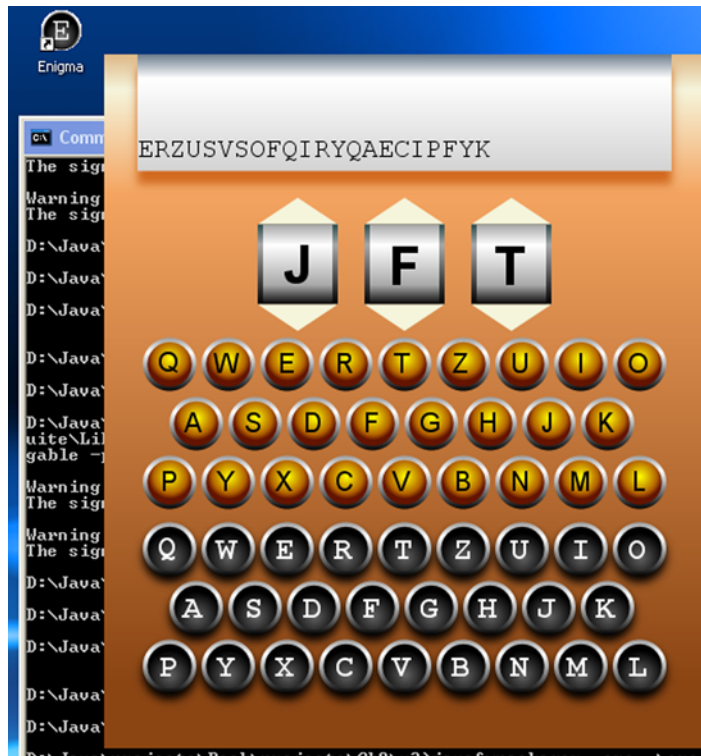 Enigma
Comm
ERZUSVSOFQIRYQAECIPFYK
The sig
Warning
The sig
D:\Java
D:\Java
D:\Java
D:\Java
D:\Java
D:\Java
uite\Li
gable -
Warning
The sig
Warning
The sig
D:\Java
D:\Java
D:\Java
D:\Java
D:\Java
J F T
Q W E R T Z U I O
A S D F G H J K
P Y X C V B N M L
Q W E R T Z U I O
A S D F G H J K
P Y X C V B N M L